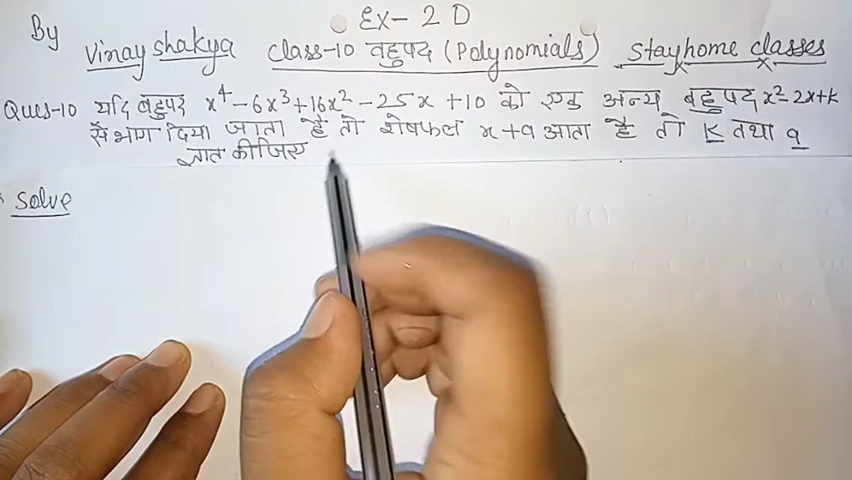 Ex- 2 D
By Vinay shakya Class-10 बहुपद (Polynomials) Stayhome classes
Ques-10 यदि बहुपद x⁴-6x³+16x²-25x+10 को एक अन्य बहुपद x²-2x+k
से भाग दिया जाता है तो शेषफल x+a आता है तो K तथा a
ज्ञात कीजिए
Solve